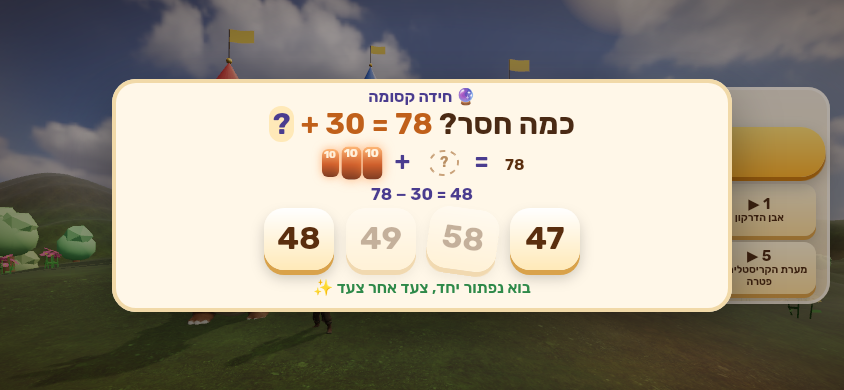 🔮 חידה קסומה
כמה חסר? 78 = 30 + ?
10 10 10 + ? = 78
78 − 30 = 48
48 49 58 47
בוא נפתור יחד, צעד אחר צעד ✨
▶ 1
אבן הדרקון
▶ 5
מערת הקריסטלי
פטרה